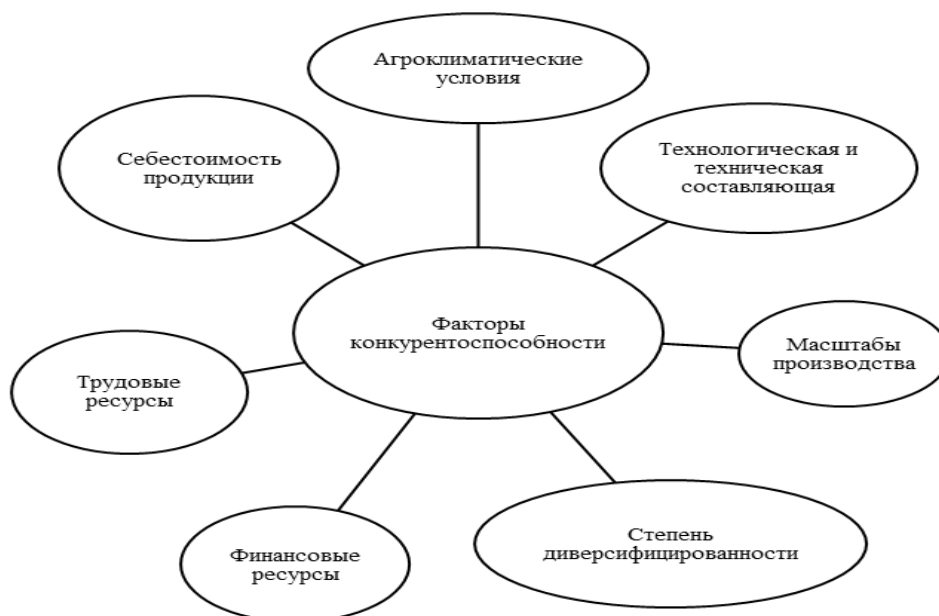 Агроклиматические
условия
Себестоимость
продукции
Технологическая и
техническая
составляющая
Факторы
конкурентоспособности
Масштабы
производства
Трудовые
ресурсы
Степень
диверсифицированности
Финансовые
ресурсы